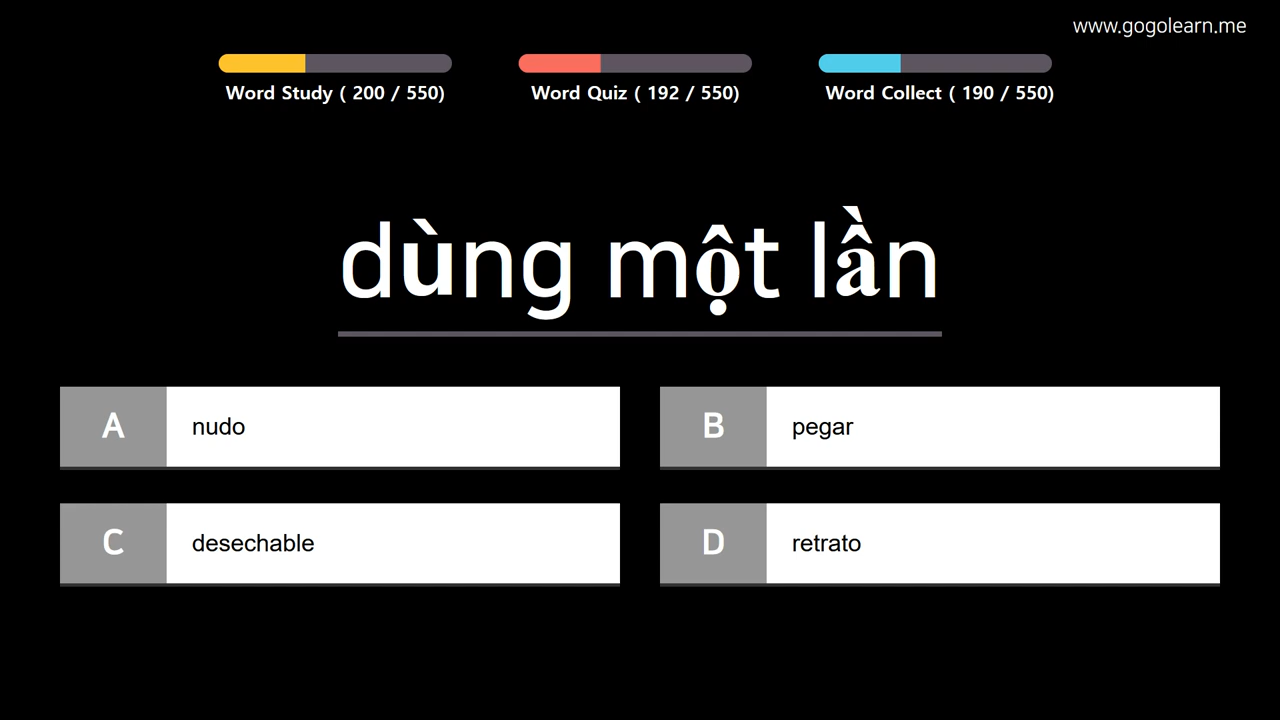 www.gogolearn.me
Word Study ( 200 / 550)
Word Quiz ( 192 / 550)
Word Collect ( 190 / 550)
dùng một lần
A nudo
B pegar
C desechable
D retrato